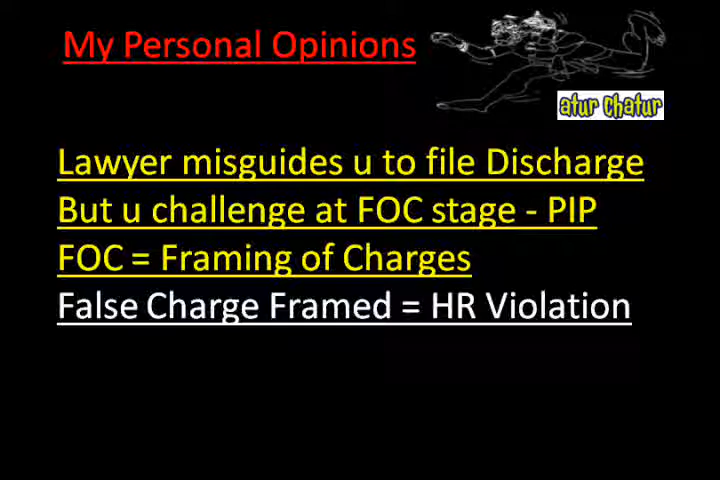 My Personal Opinions
atur chatur
Lawyer misguides u to file Discharge
But u challenge at FOC stage - PIP
FOC = Framing of Charges
False Charge Framed = HR Violation